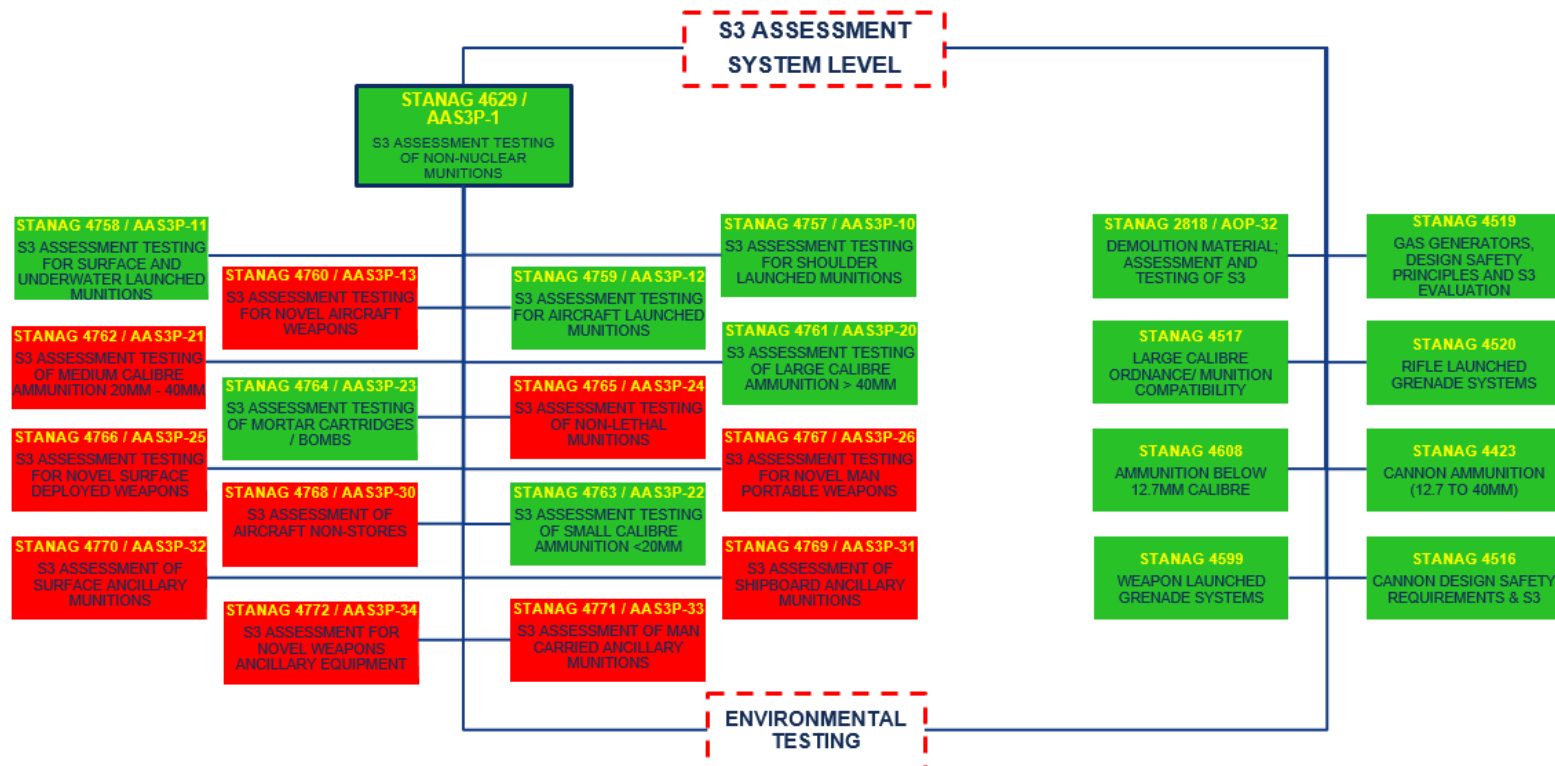 S3 ASSESSMENT
SYSTEM LEVEL
STANAG 4629 /
AAS3P-1
S3 ASSESSMENT TESTING
OF NON-NUCLEAR
MUNITIONS
STANAG 4758 / AAS3P-11
S3 ASSESSMENT TESTING
FOR SURFACE AND
UNDERWATER LAUNCHED
MUNITIONS
STANAG 4757 / AAS3P-10
S3 ASSESSMENT TESTING
FOR SHOULDER
LAUNCHED MUNITIONS
STANAG 4760 / AAS3P-13
S3 ASSESSMENT TESTING
FOR NOVEL AIRCRAFT
WEAPONS
STANAG 4759 / AAS3P-12
S3 ASSESSMENT TESTING
FOR AIRCRAFT LAUNCHED
MUNITIONS
STANAG 4762 / AAS3P-21
S3 ASSESSMENT TESTING
OF MEDIUM CALIBRE
AMMUNITION 20MM - 40MM
STANAG 4761 / AAS3P-20
S3 ASSESSMENT TESTING
OF LARGE CALIBRE
AMMUNITION > 40MM
STANAG 4764 / AAS3P-23
S3 ASSESSMENT TESTING
OF MORTAR CARTRIDGES
/ BOMBS
STANAG 4765 / AAS3P-24
S3 ASSESSMENT TESTING
OF NON-LETHAL
MUNITIONS
STANAG 4766 / AAS3P-25
S3 ASSESSMENT TESTING
FOR NOVEL SURFACE
DEPLOYED WEAPONS
STANAG 4767 / AAS3P-26
S3 ASSESSMENT TESTING
FOR NOVEL MAN
PORTABLE WEAPONS
STANAG 4768 / AAS3P-30
S3 ASSESSMENT OF
AIRCRAFT NON-STORES
STANAG 4763 / AAS3P-22
S3 ASSESSMENT TESTING
OF SMALL CALIBRE
AMMUNITION <20MM
STANAG 4770 / AAS3P-32
S3 ASSESSMENT OF
SURFACE ANCILLARY
MUNITIONS
STANAG 4769 / AAS3P-31
S3 ASSESSMENT OF
SHIPBOARD ANCILLARY
MUNITIONS
STANAG 4772 / AAS3P-34
S3 ASSESSMENT FOR
NOVEL WEAPONS
ANCILLARY EQUIPMENT
STANAG 4771 / AAS3P-33
S3 ASSESSMENT OF MAN
CARRIED ANCILLARY
MUNITIONS
STANAG 2818 / AOP-32
DEMOLITION MATERIAL;
ASSESSMENT AND
TESTING OF S3
STANAG 4519
GAS GENERATORS,
DESIGN SAFETY
PRINCIPLES AND S3
EVALUATION
STANAG 4517
LARGE CALIBRE
ORDNANCE/ MUNITION
COMPATIBILITY
STANAG 4520
RIFLE LAUNCHED
GRENADE SYSTEMS
STANAG 4608
AMMUNITION BELOW
12.7MM CALIBRE
STANAG 4423
CANNON AMMUNITION
(12.7 TO 40MM)
STANAG 4599
WEAPON LAUNCHED
GRENADE SYSTEMS
STANAG 4516
CANNON DESIGN SAFETY
REQUIREMENTS & S3
ENVIRONMENTAL
TESTING